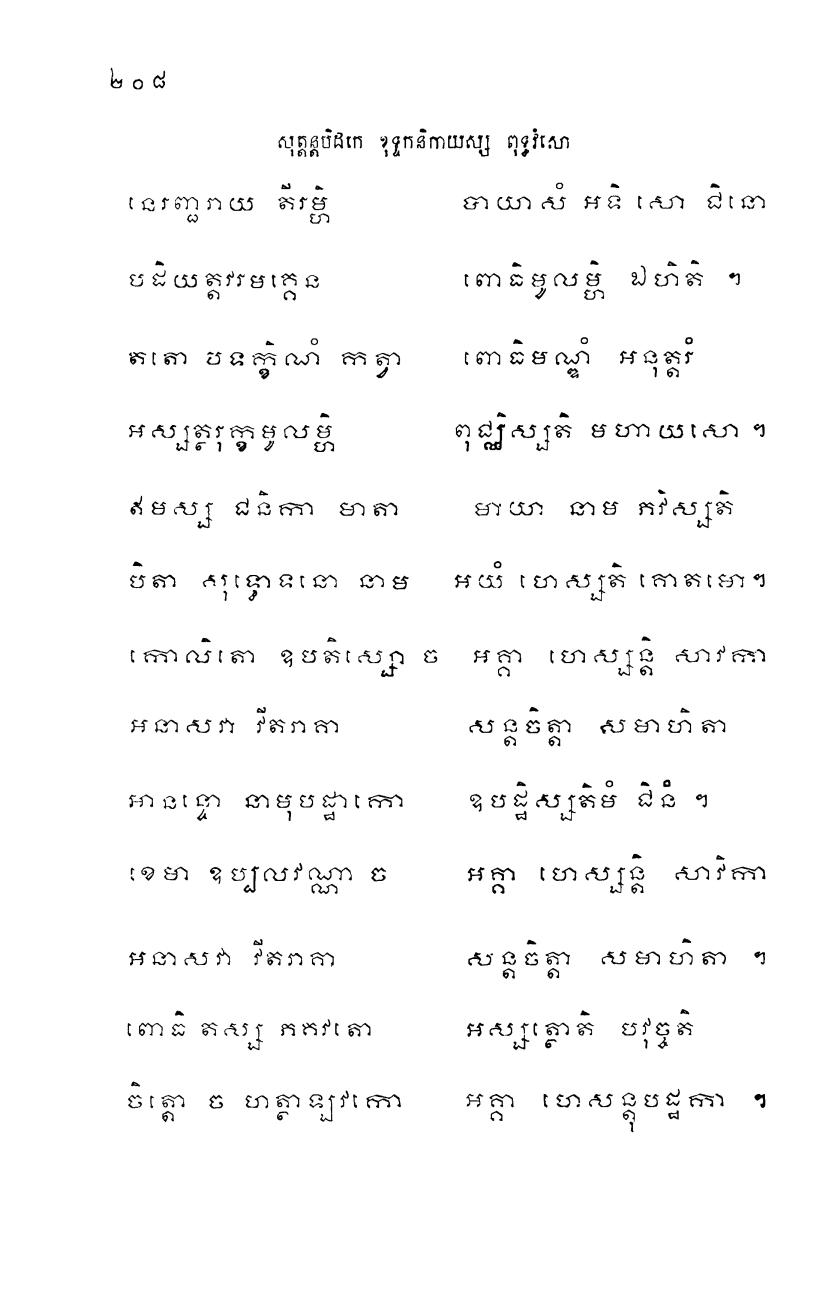 ២០៨
សុត្តន្តបិដកេ ខុទ្ទកនិកាយស្ស ពុទ្ធវំសោ
នេរញ្ជរាយ តីរម្ហិ បាយាសំ អទិ សោ ជិនោ
បដិយត្តវរមគ្គេន ពោធិមូលម្ហិ ឯហិតិ ។
តតោ បទក្ខិណំ កត្វា ពោធិមណ្ឌំ អនុត្តរំ
អស្សត្ថរុក្ខមូលម្ហិ ពុជ្ឈិស្សតិ មហាយសោ ។
ឥមស្ស ជនិកា មាតា មាយា នាម ភវិស្សតិ
បិតា សុទ្ធោទនោ នាម អយំ ហេស្សតិ គោតមោ ។
កោលិតោ ឧបតិស្សោ ច អគ្គា ហេស្សន្តិ សាវកា
អនាសវា វីតរាគា សន្តចិត្តា សមាហិតា
អានន្ទោ នាមុបដ្ឋាកោ ឧបដ្ឋិស្សតិមំ ជិនំ ។
ខេមា ឧប្បលវណ្ណា ច អគ្គា ហេស្សន្តិ សាវិកា
អនាសវា វីតរាគា សន្តចិត្តា សមាហិតា ។
ពោធិ តស្ស ភគវតោ អស្សត្ថោតិ បវុច្ចតិ
ចិត្តោ ច ហត្ថាឡវកោ អគ្គា ហេសន្តុបដ្ឋកា ។